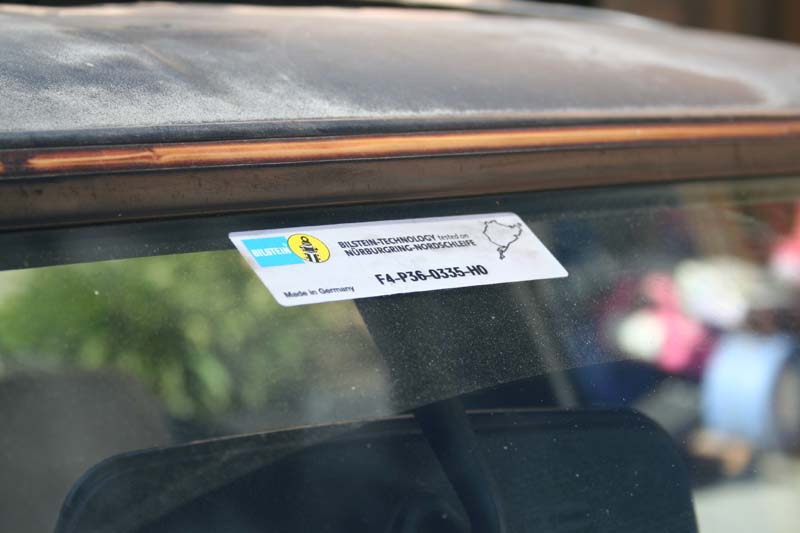 BILSTEIN
BILSTEIN-TECHNOLOGY tested on
NÜRBURGRING-NORDSCHLEIFE
F4-P36-0335-H0
Made in Germany